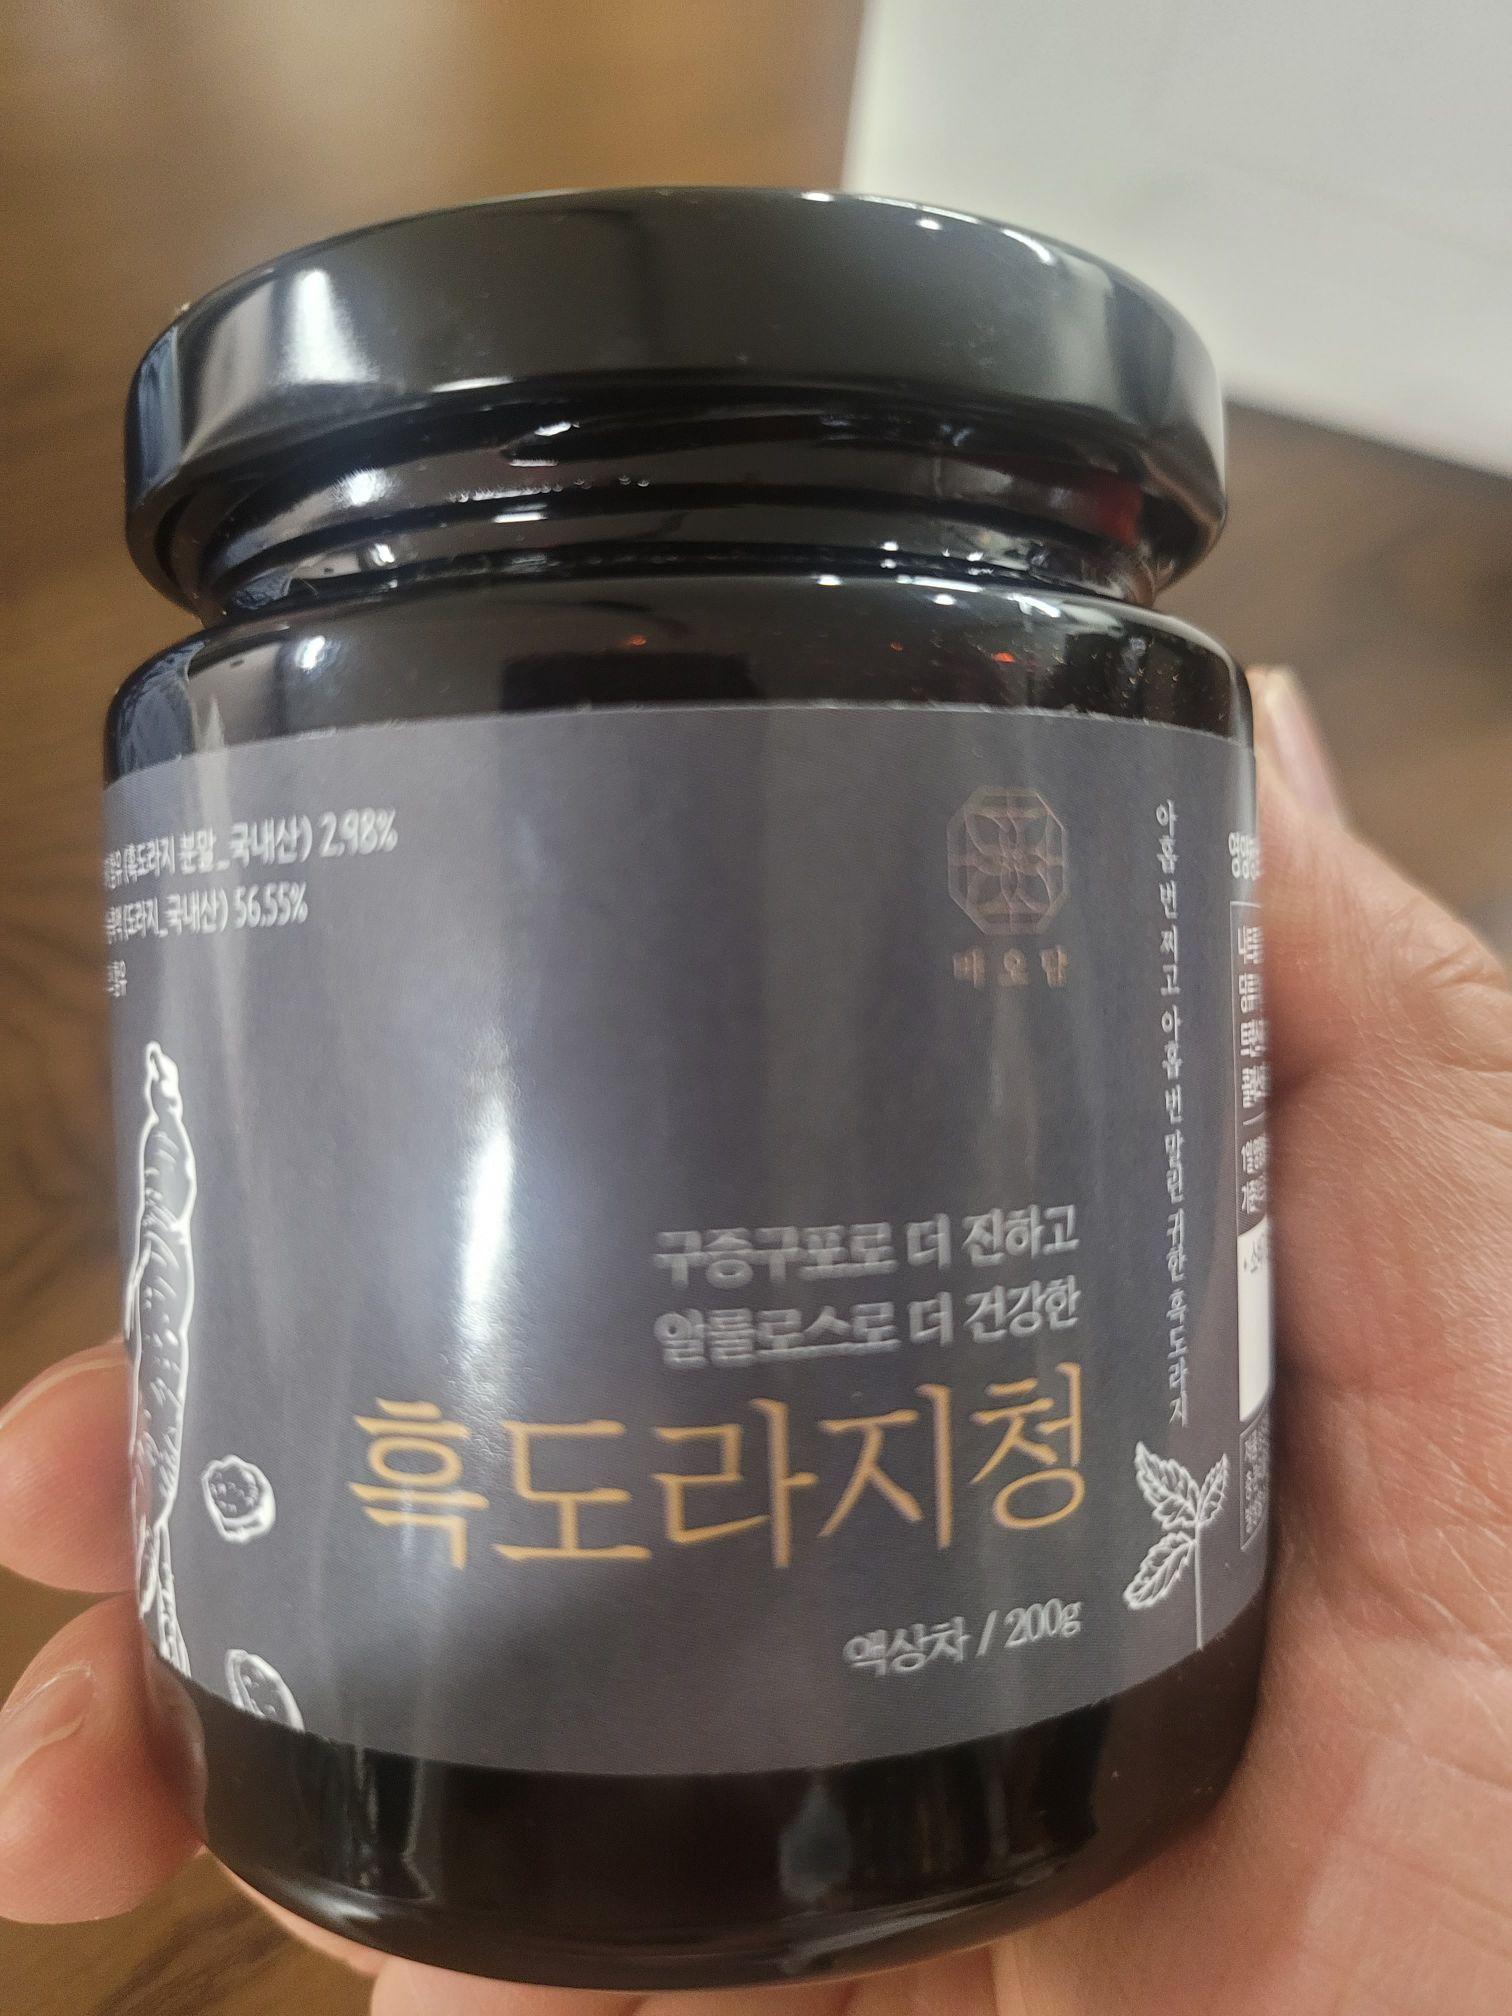 (흑도라지 분말_국내산) 2.98%
(도라지_국내산) 56.55%
함유
바오담
아홉번찌고아홉번말린귀한흑도라지
구증구포로 더 진하고
알룰로스로 더 건강한
흑도라지청
액상차 / 200g